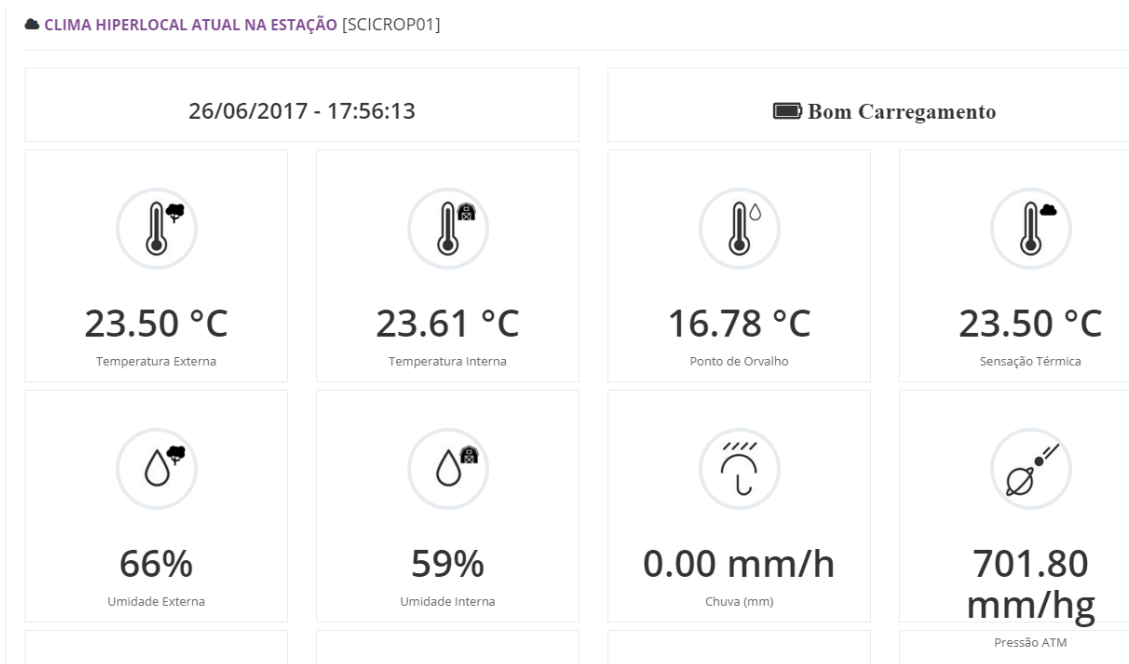 CLIMA HIPERLOCAL ATUAL NA ESTAÇÃO [SCICROP01]
26/06/2017 - 17:56:13
Bom Carregamento
23.50 °C
Temperatura Externa
23.61 °C
Temperatura Interna
16.78 °C
Ponto de Orvalho
23.50 °C
Sensação Térmica
66%
Umidade Externa
59%
Umidade Interna
0.00 mm/h
Chuva (mm)
701.80
mm/hg
Pressão ATM